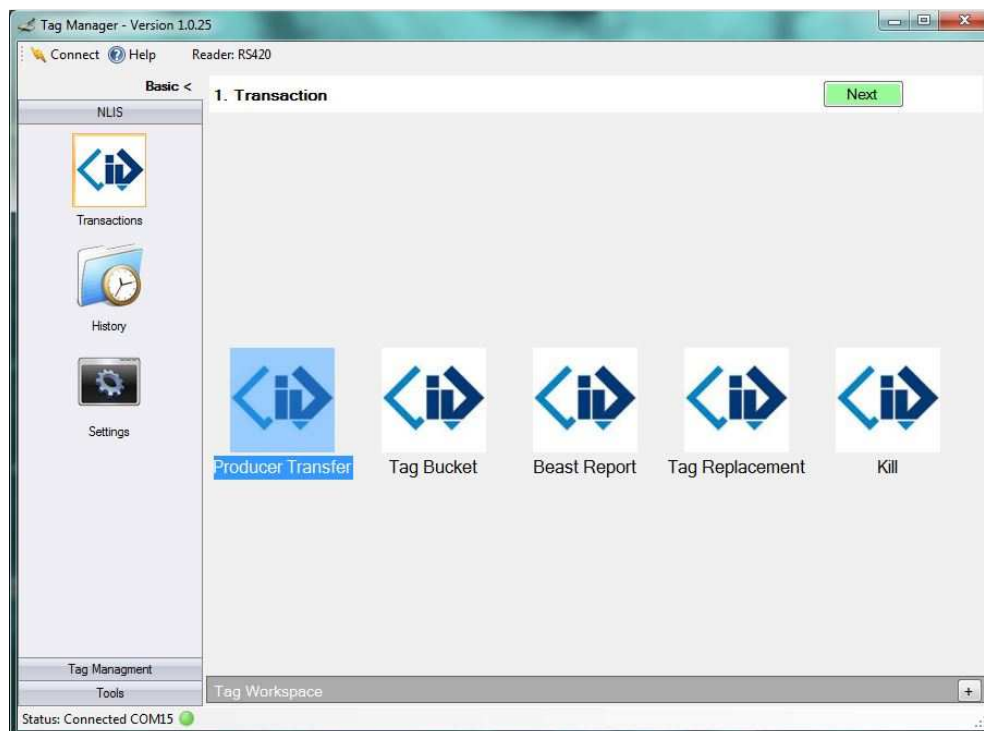 Tag Manager - Version 1.0.25
Connect Help Reader: RS420
Basic <
NLIS
Transactions
History
Settings
Tag Managment
Tools
1. Transaction
Next
Producer Transfer
Tag Bucket
Beast Report
Tag Replacement
Kill
Tag Workspace
+
Status: Connected COM15